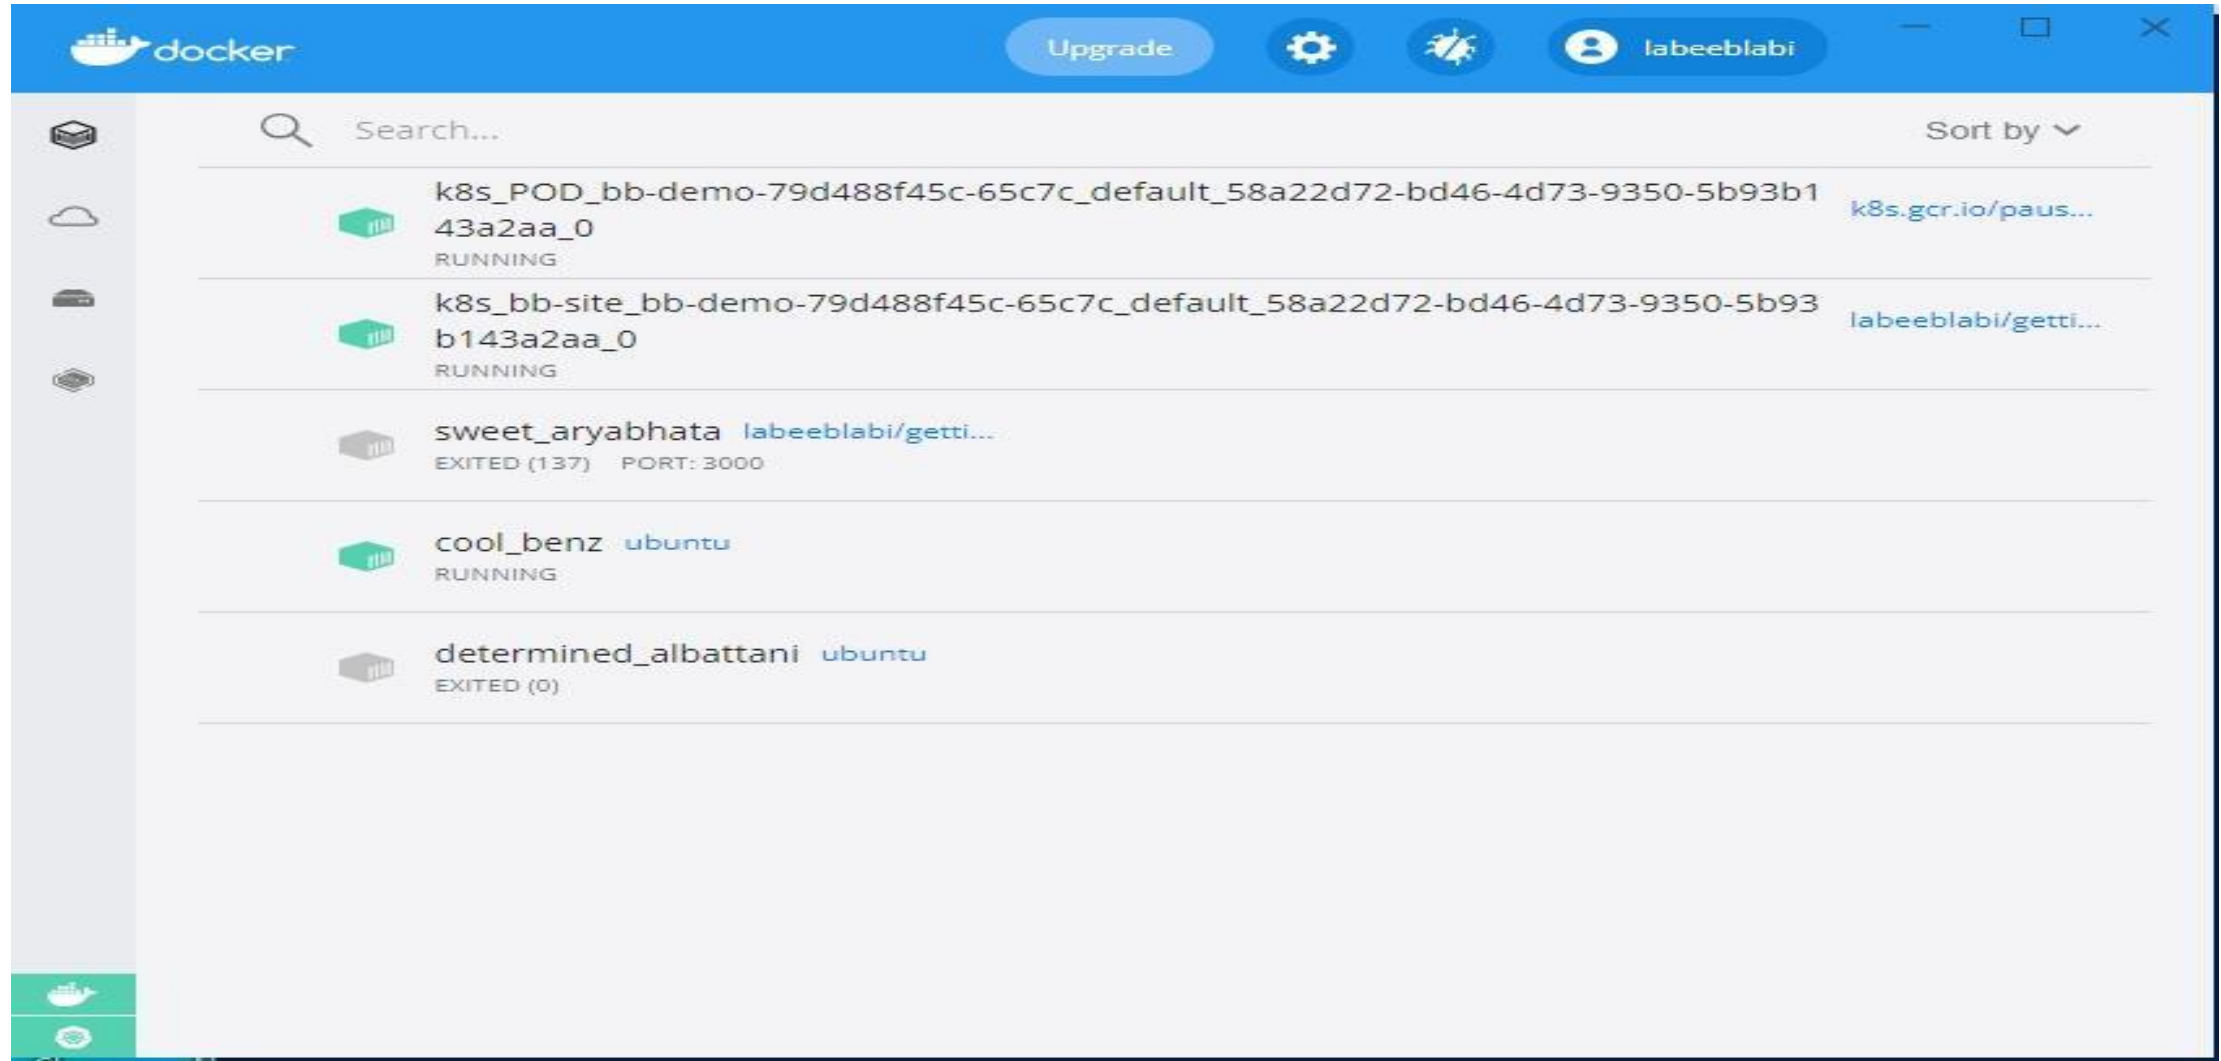 docker
Upgrade
labeeblabi
Search...
Sort by
k8s_POD_bb-demo-79d488f45c-65c7c_default_58a22d72-bd46-4d73-9350-5b93b1
43a2aa_0
k8s.gcr.io/paus...
RUNNING
k8s_bb-site_bb-demo-79d488f45c-65c7c_default_58a22d72-bd46-4d73-9350-5b93
b143a2aa_0
labeeblabi/getti...
RUNNING
sweet_aryabhata labeeblabi/getti...
EXITED (137) PORT: 3000
cool_benz ubuntu
RUNNING
determined_albattani ubuntu
EXITED (0)